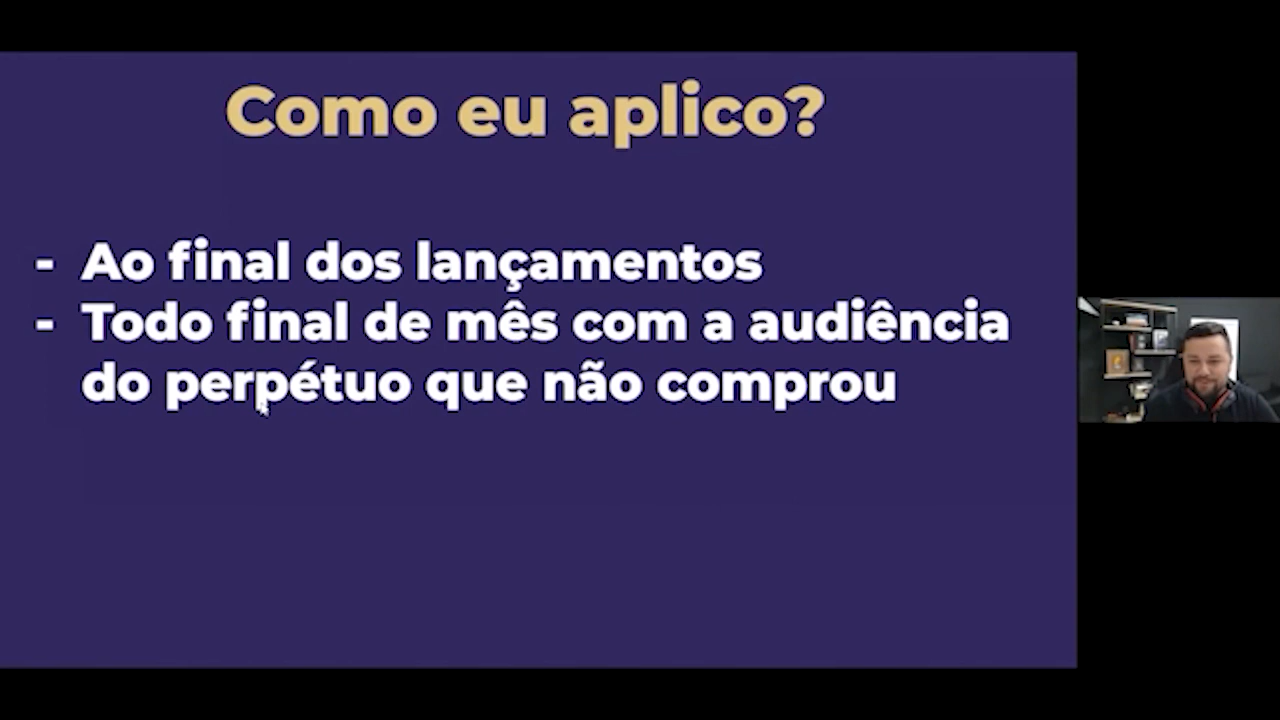 Como eu aplico?
- Ao final dos lançamentos
- Todo final de mês com a audiência
do perpétuo que não comprou